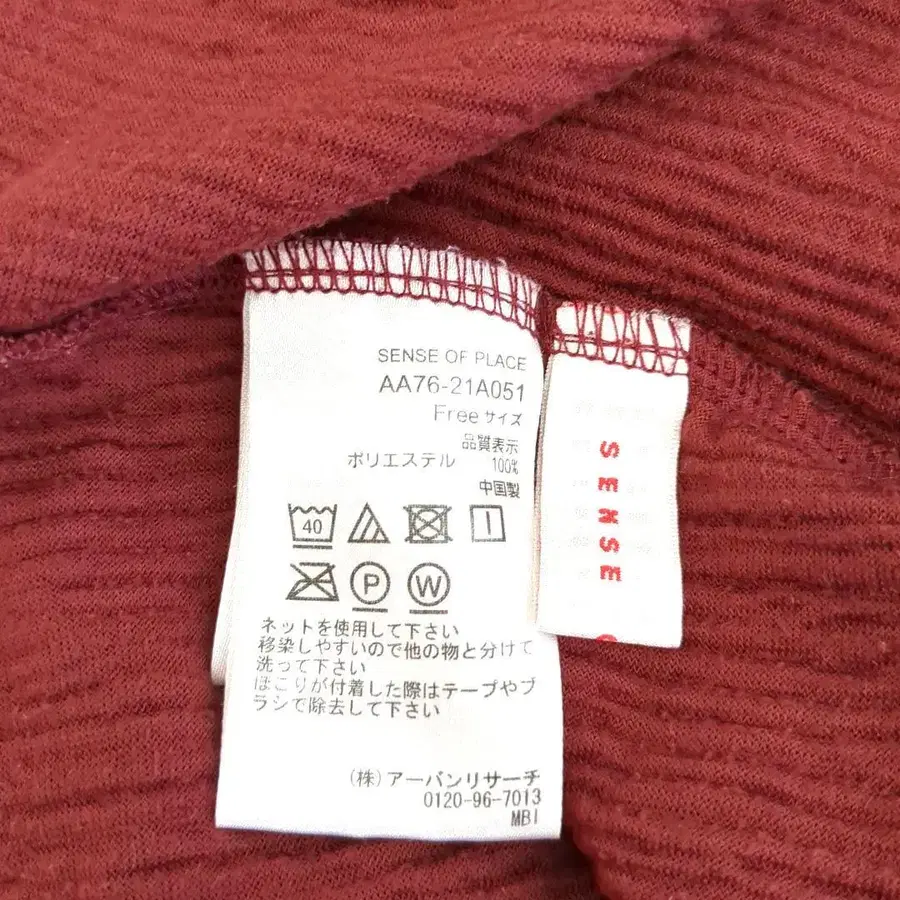 SENSE OF PLACE
AA76-21A051
Freeサイズ
品質表示
ポリエステル 100%
中国製
40
P W
ネットを使用して下さい
移染しやすいので他の物と分けて
洗って下さい
ほこりが付着した際はテープやブ
ラシで除去して下さい
(株)アーバンリサーチ
0120-96-7013
MBI
SENSE